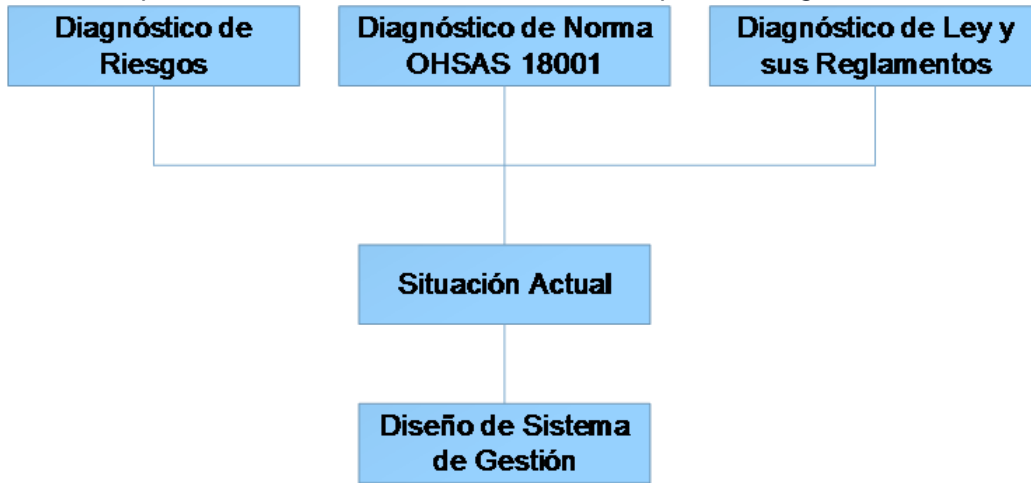 Diagnóstico de
Riesgos
Diagnóstico de Norma
OHSAS 18001
Diagnóstico de Ley y
sus Reglamentos
Situación Actual
Diseño de Sistema
de Gestión